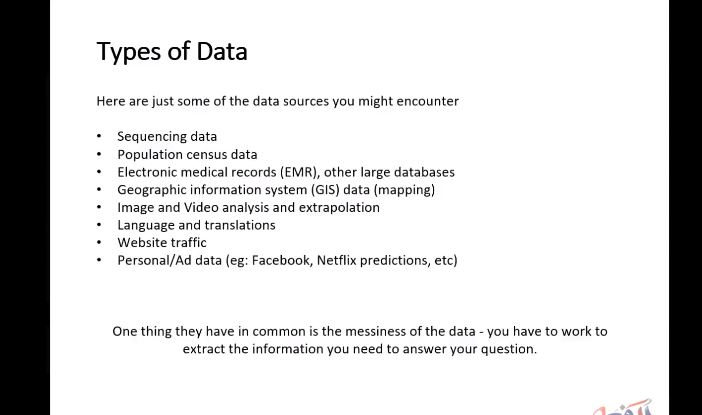 Types of Data
Here are just some of the data sources you might encounter
• Sequencing data
• Population census data
• Electronic medical records (EMR), other large databases
• Geographic information system (GIS) data (mapping)
• Image and Video analysis and extrapolation
• Language and translations
• Website traffic
• Personal/Ad data (eg: Facebook, Netflix predictions, etc)
One thing they have in common is the messiness of the data - you have to work to
extract the information you need to answer your question.